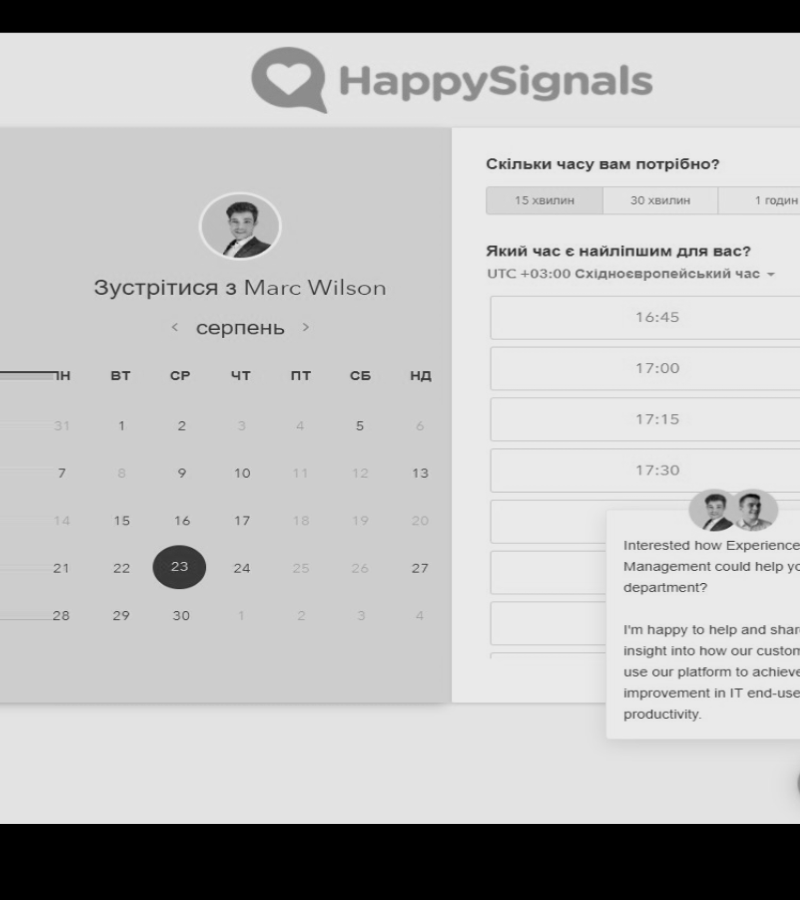 HappySignals
Зустрітися з Marc Wilson
< серпень >
ПН ВТ СР ЧТ ПТ СБ НД
31 1 2 3 4 5 6
7 8 9 10 11 12 13
14 15 16 17 18 19 20
21 22 23 24 25 26 27
28 29 30 1 2 3 4
Скільки часу вам потрібно?
15 хвилин 30 хвилин 1 годин
Який час є найліпшим для вас?
UTC +03:00 Східноєвропейський час
16:45
17:00
17:15
17:30
Interested how Experience
Management could help yo
department?
I'm happy to help and shar
insight into how our custom
use our platform to achieve
improvement in IT end-use
productivity.